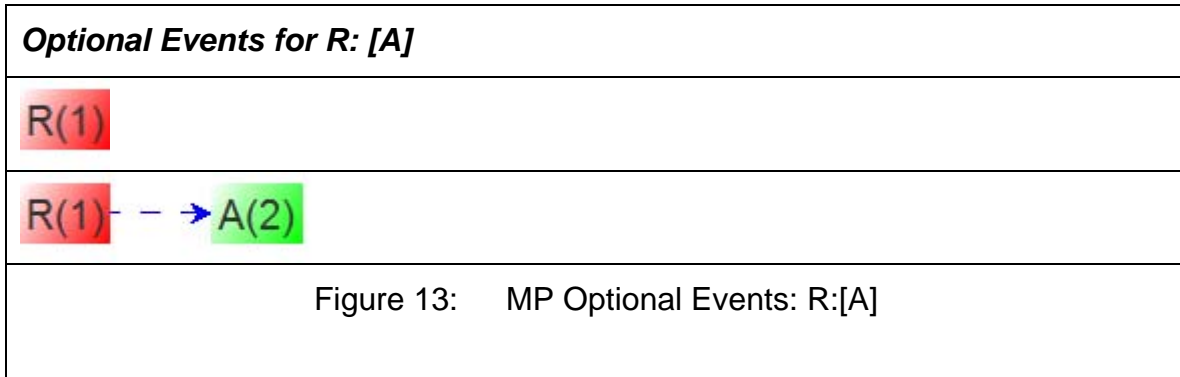 Optional Events for R: [A]
R(1)
R(1) A(2)
Figure 13: MP Optional Events: R:[A]